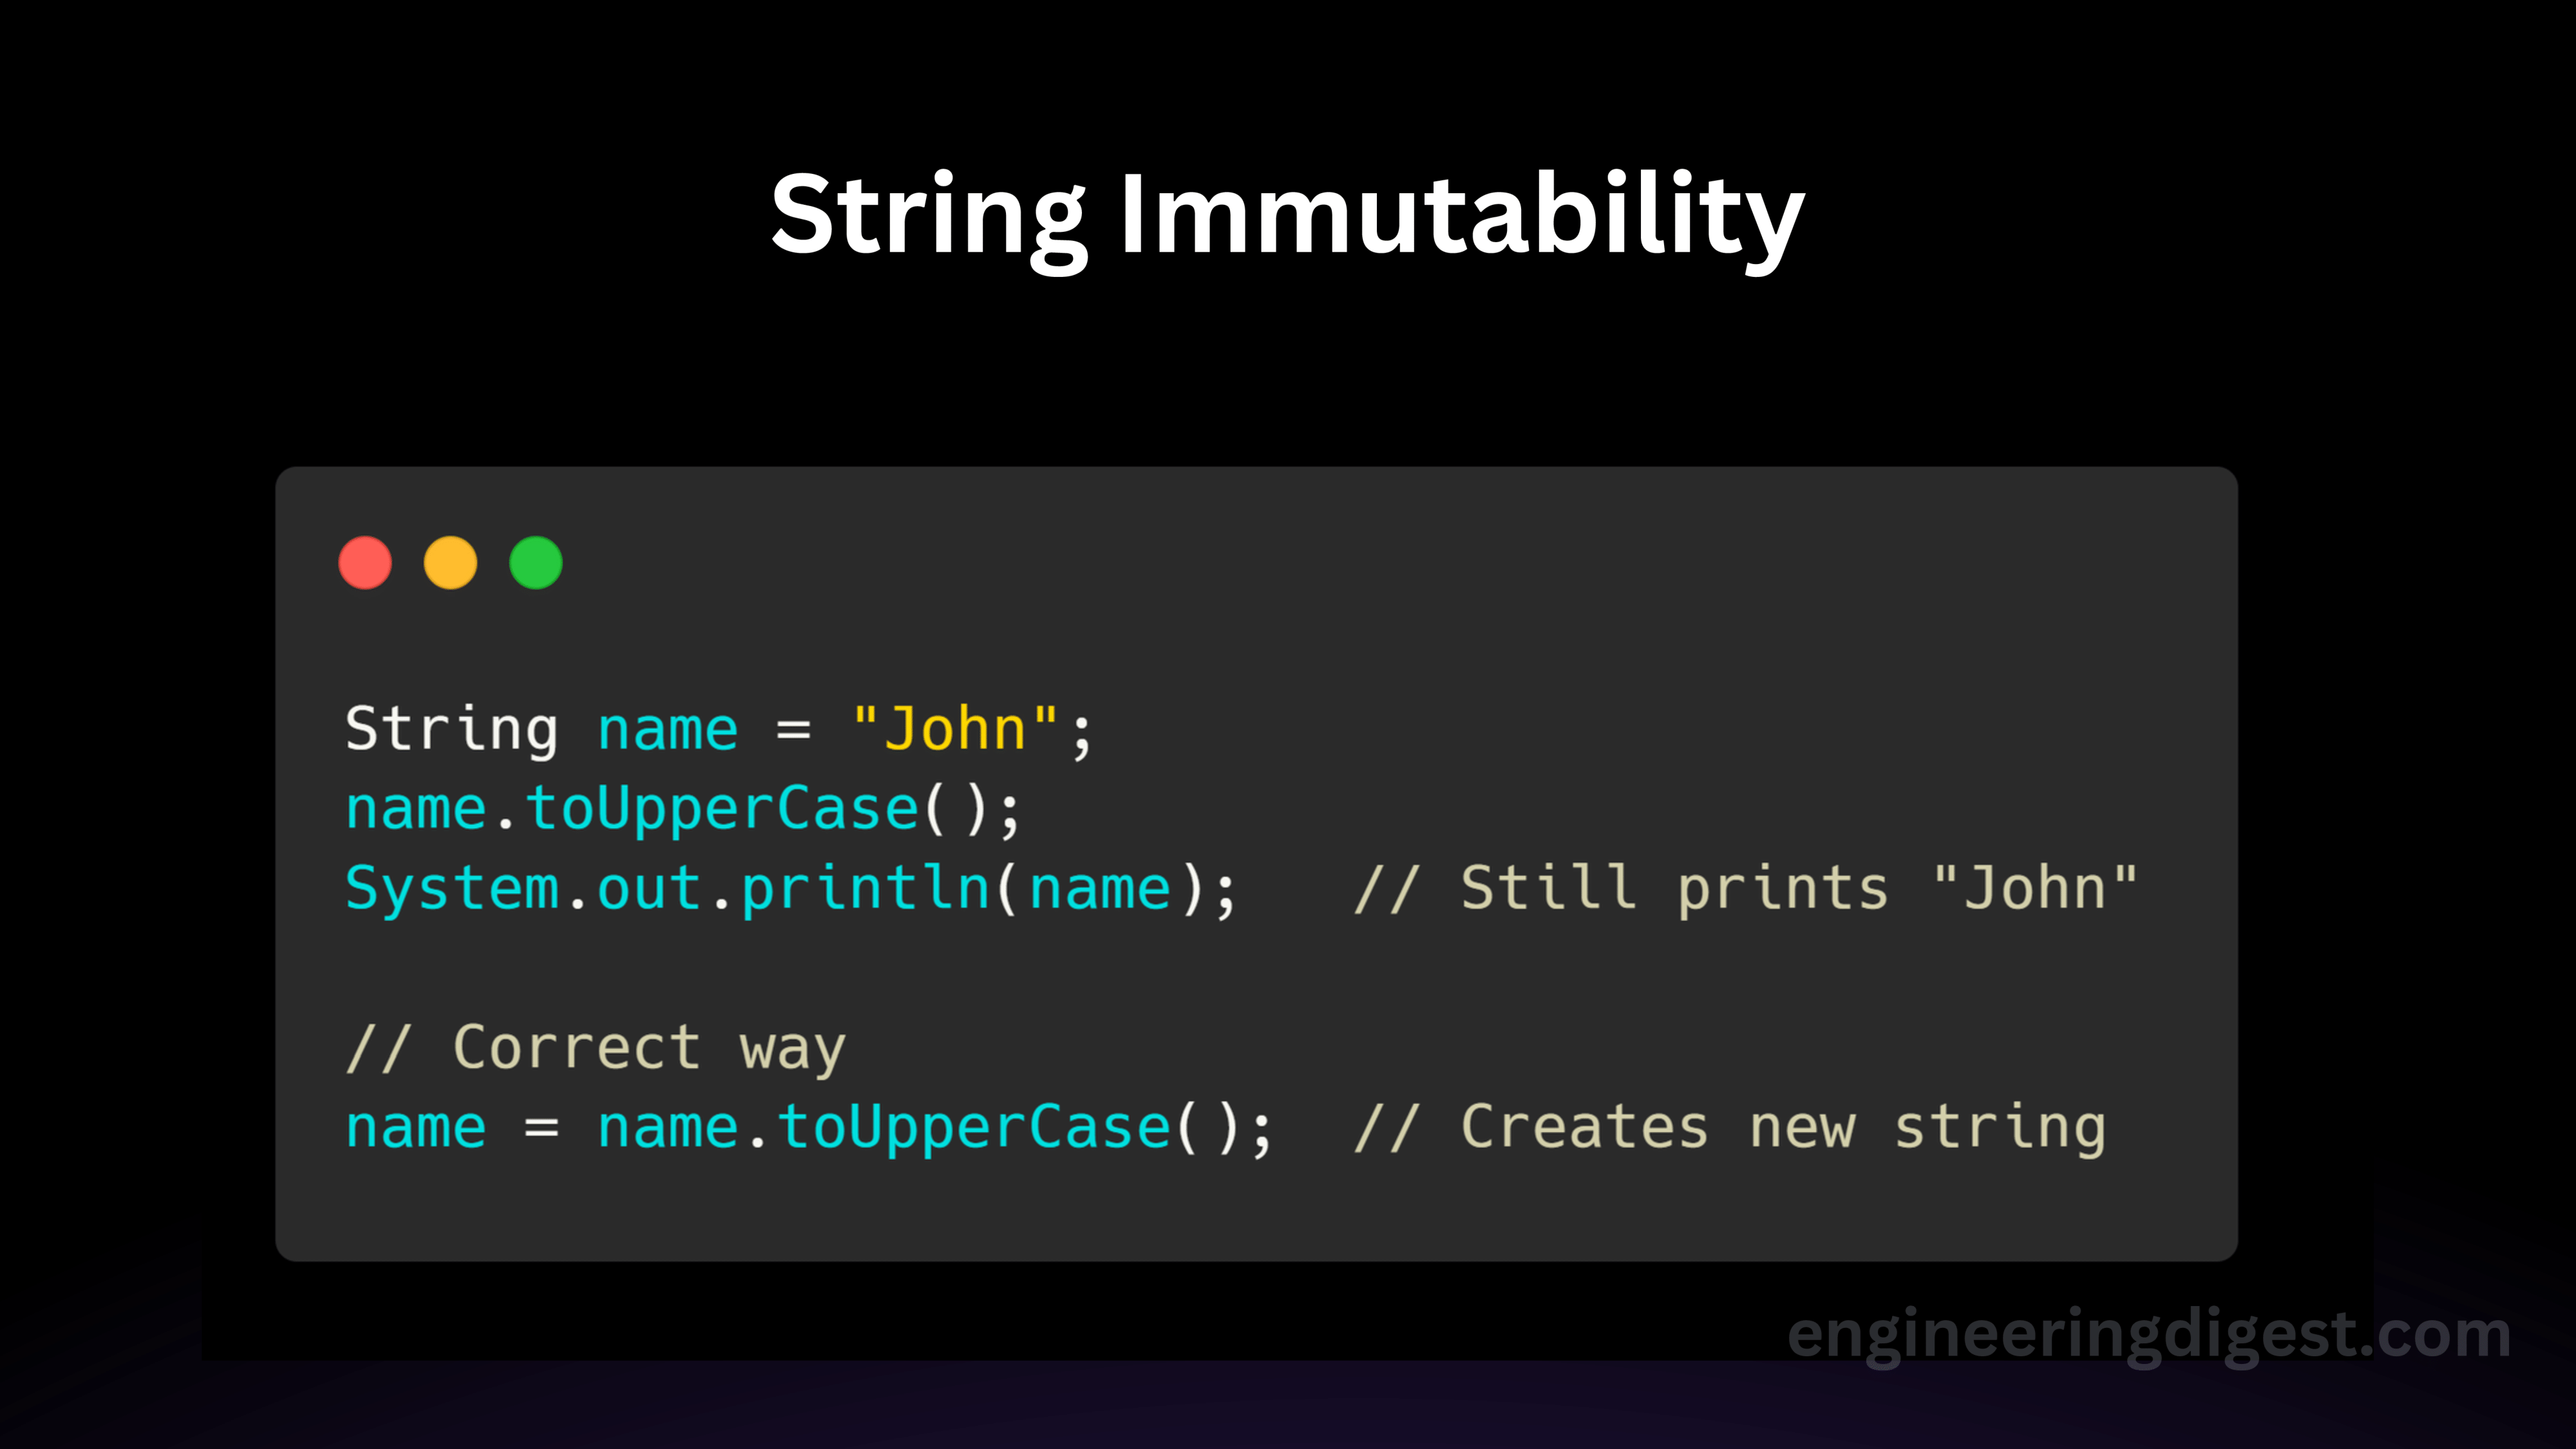 String Immutability
String name = "John";
name.toUpperCase();
System.out.println(name);   // Still prints "John"
// Correct way
name = name.toUpperCase();  // Creates new string
engineeringdigest.com